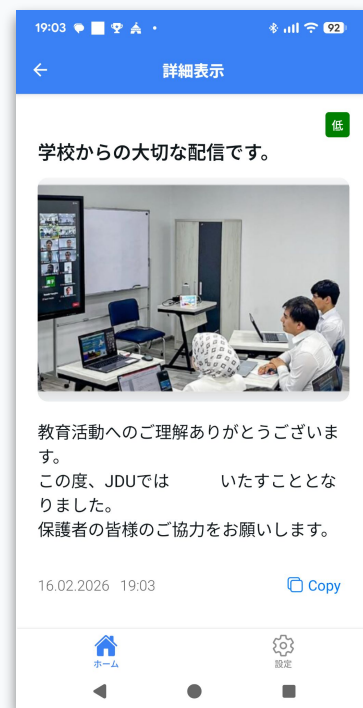 19:03 92
詳細表示
低
学校からの大切な配信です。
教育活動へのご理解ありがとうございま
す。
この度、JDUでは　　　いたすこととな
りました。
保護者の皆様のご協力をお願いします。
16.02.2026 19:03 Copy
ホーム 設定